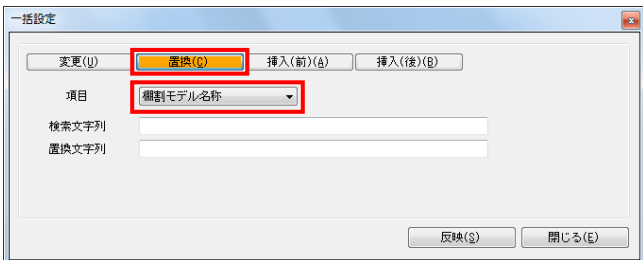 一括設定
変更(U) 置換(C) 挿入(前)(A) 挿入(後)(B)
項目 棚割モデル名称
検索文字列
置換文字列
反映(S) 閉じる(E)